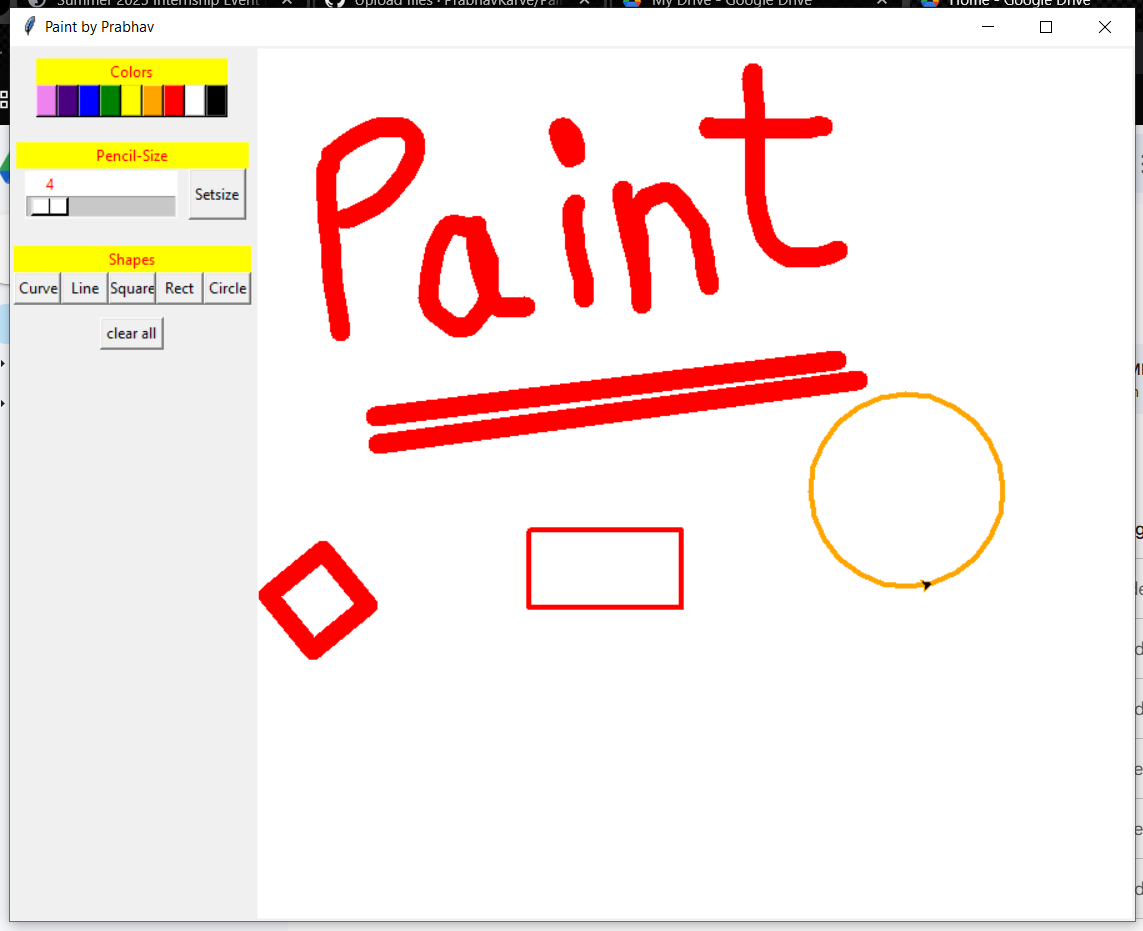 Summer 2025 Internship Event
Upload files · PrabhavKarve/Pai
My Drive - Google Drive
Home - Google Drive
Paint by Prabhav
Colors
Pencil-Size
4
Setsize
Shapes
Curve Line Square Rect Circle
clear all
Paint